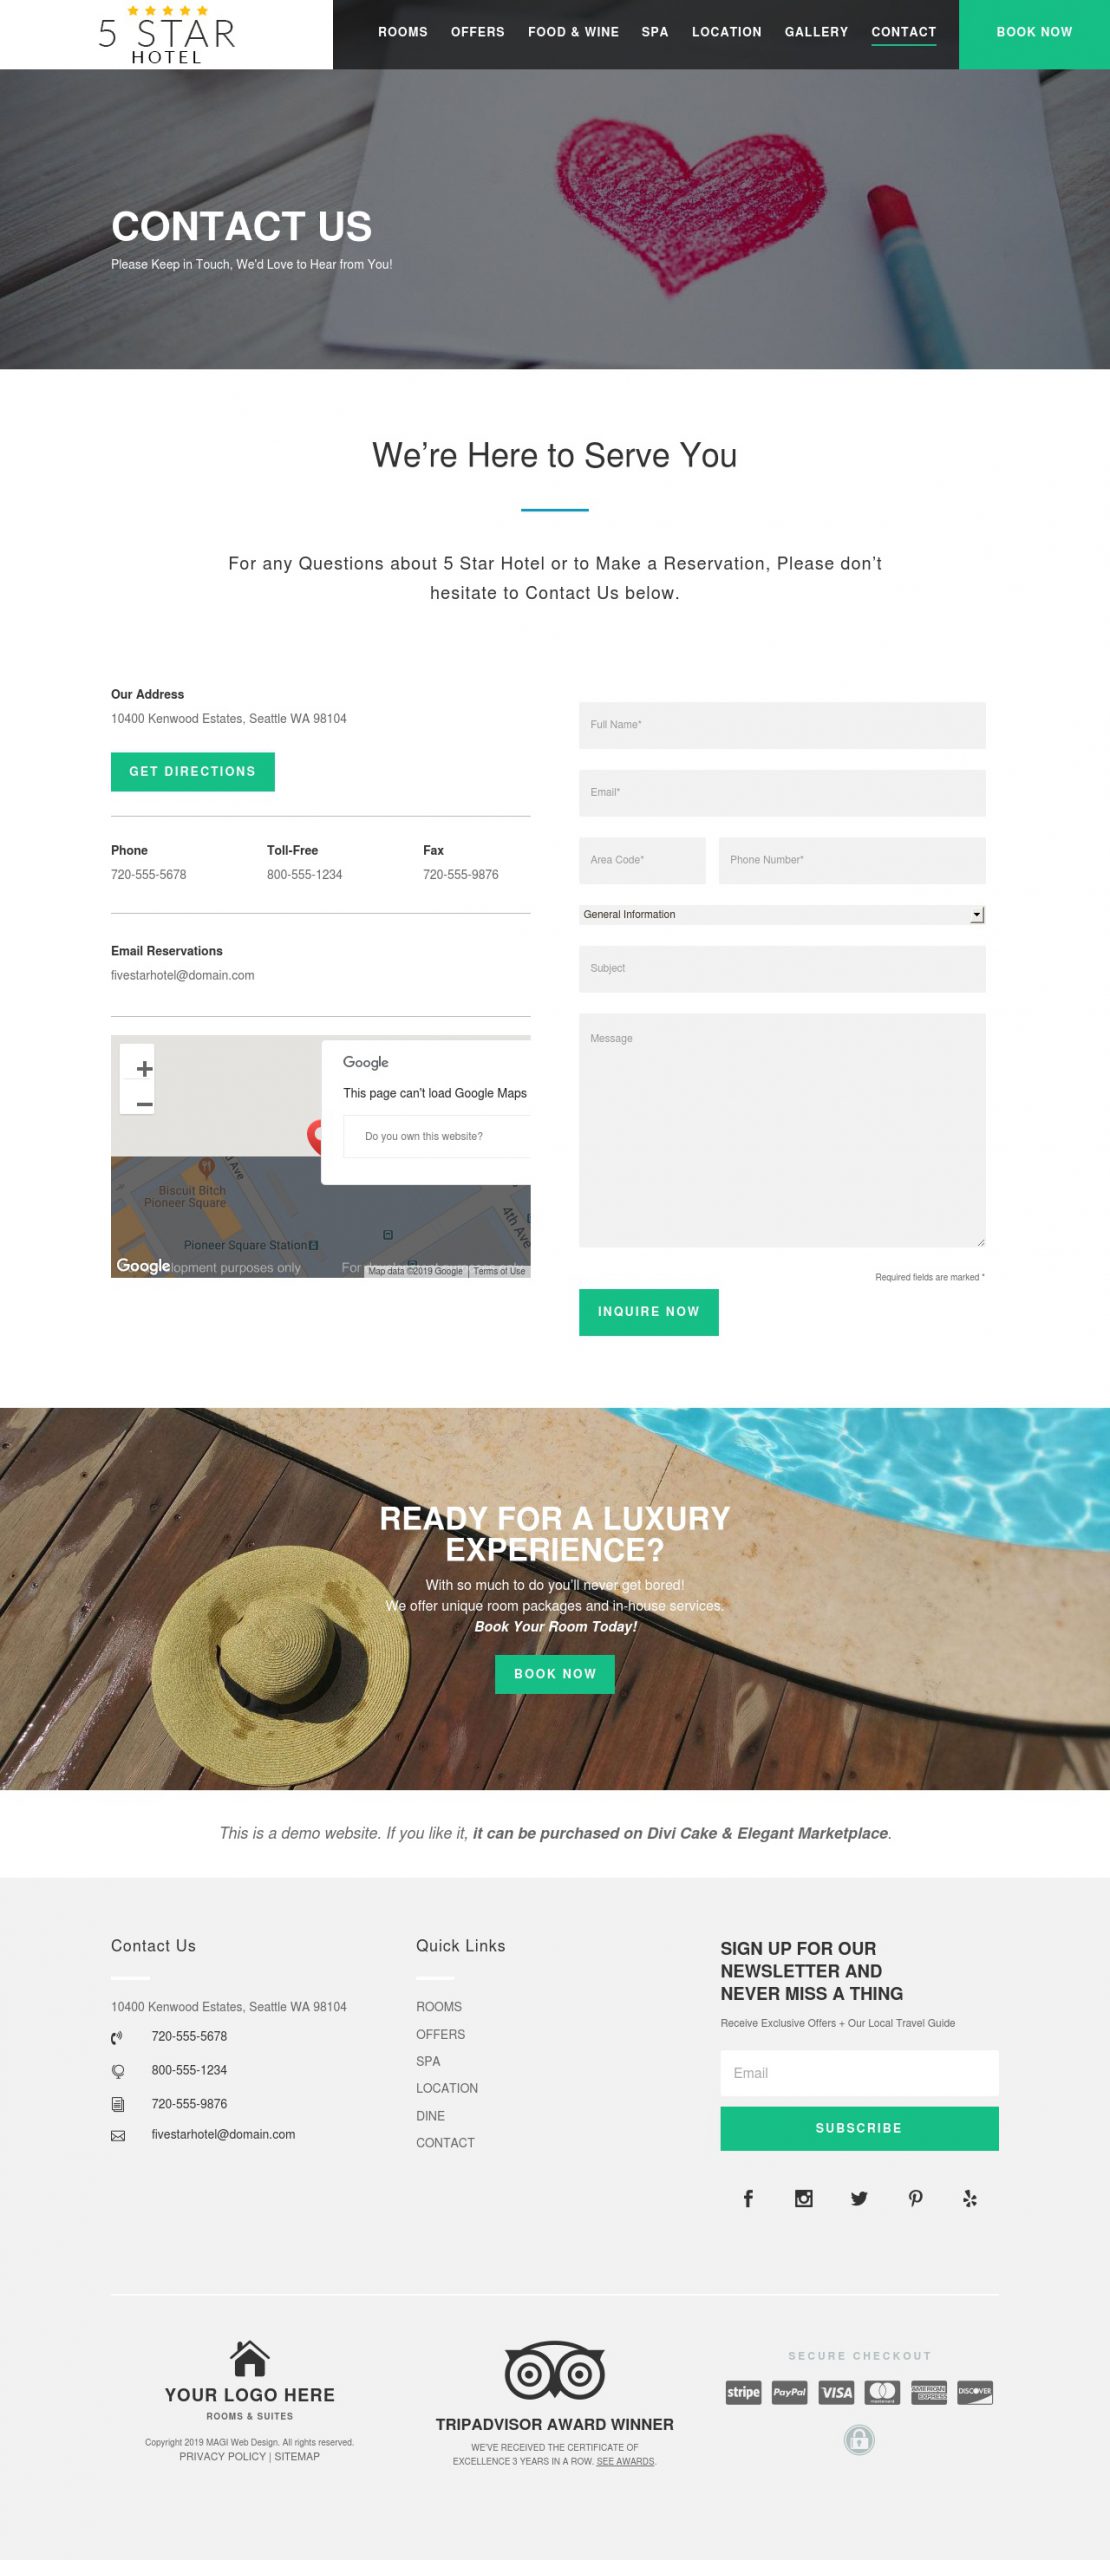 5 STAR
HOTEL
ROOMS OFFERS FOOD & WINE SPA LOCATION GALLERY CONTACT BOOK NOW
CONTACT US
Please Keep in Touch, We'd Love to Hear from You!
We're Here to Serve You
For any Questions about 5 Star Hotel or to Make a Reservation, Please don't
hesitate to Contact Us below.
Our Address
10400 Kenwood Estates, Seattle WA 98104
GET DIRECTIONS
Phone Toll-Free Fax
720-555-5678 800-555-1234 720-555-9876
Email Reservations
fivestarhotel@domain.com
Google
This page can't load Google Maps
Do you own this website?
Biscuit Bitch
Pioneer Square
4th Ave
Pioneer Square Station
Google
lopment purposes only
For
Map data ©2019 Google Terms of Use
Full Name*
Email*
Area Code* Phone Number*
General Information
Subject
Message
Required fields are marked *
INQUIRE NOW
READY FOR A LUXURY
EXPERIENCE?
With so much to do you'll never get bored!
We offer unique room packages and in-house services.
Book Your Room Today!
BOOK NOW
This is a demo website. If you like it, it can be purchased on Divi Cake & Elegant Marketplace.
Contact Us
10400 Kenwood Estates, Seattle WA 98104
720-555-5678
800-555-1234
720-555-9876
fivestarhotel@domain.com
Quick Links
ROOMS
OFFERS
SPA
LOCATION
DINE
CONTACT
SIGN UP FOR OUR
NEWSLETTER AND
NEVER MISS A THING
Receive Exclusive Offers + Our Local Travel Guide
Email
SUBSCRIBE
YOUR LOGO HERE
ROOMS & SUITES
Copyright 2019 MAGI Web Design. All rights reserved.
PRIVACY POLICY | SITEMAP
TRIPADVISOR AWARD WINNER
WE'VE RECEIVED THE CERTIFICATE OF
EXCELLENCE 3 YEARS IN A ROW. SEE AWARDS.
SECURE CHECKOUT
stripe PayPal VISA mastercard AMERICAN EXPRESS DISCOVER